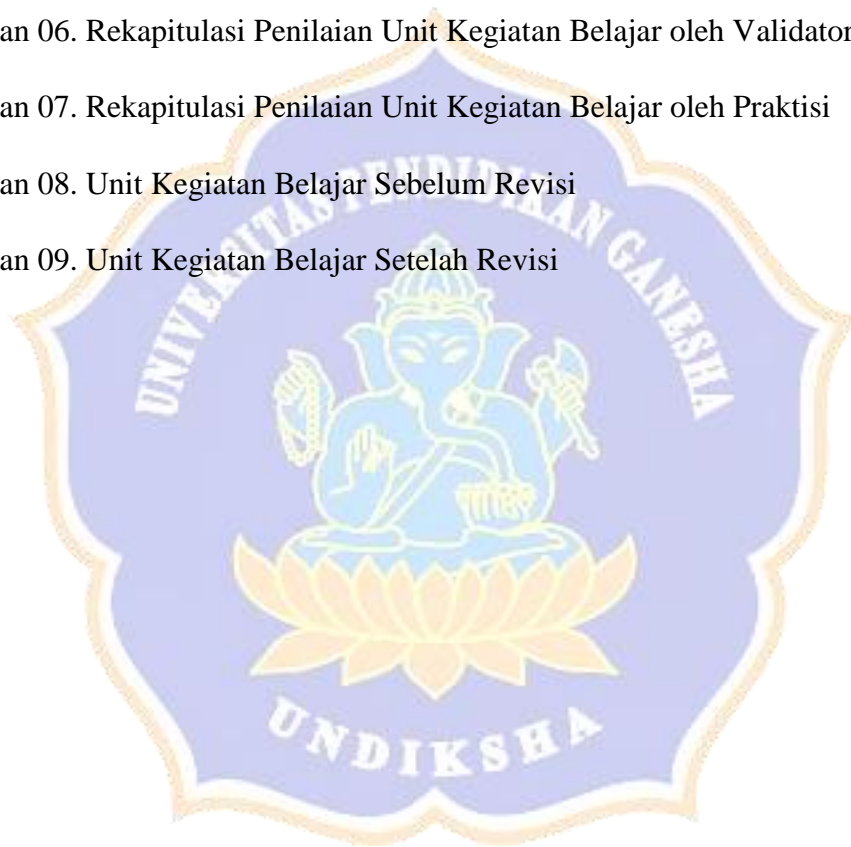 an 06. Rekapitulasi Penilaian Unit Kegiatan Belajar oleh Validator
an 07. Rekapitulasi Penilaian Unit Kegiatan Belajar oleh Praktisi
an 08. Unit Kegiatan Belajar Sebelum Revisi
an 09. Unit Kegiatan Belajar Setelah Revisi
UNIVERSITAS PENDIDIKAN GANESHA
UNDIKSHA